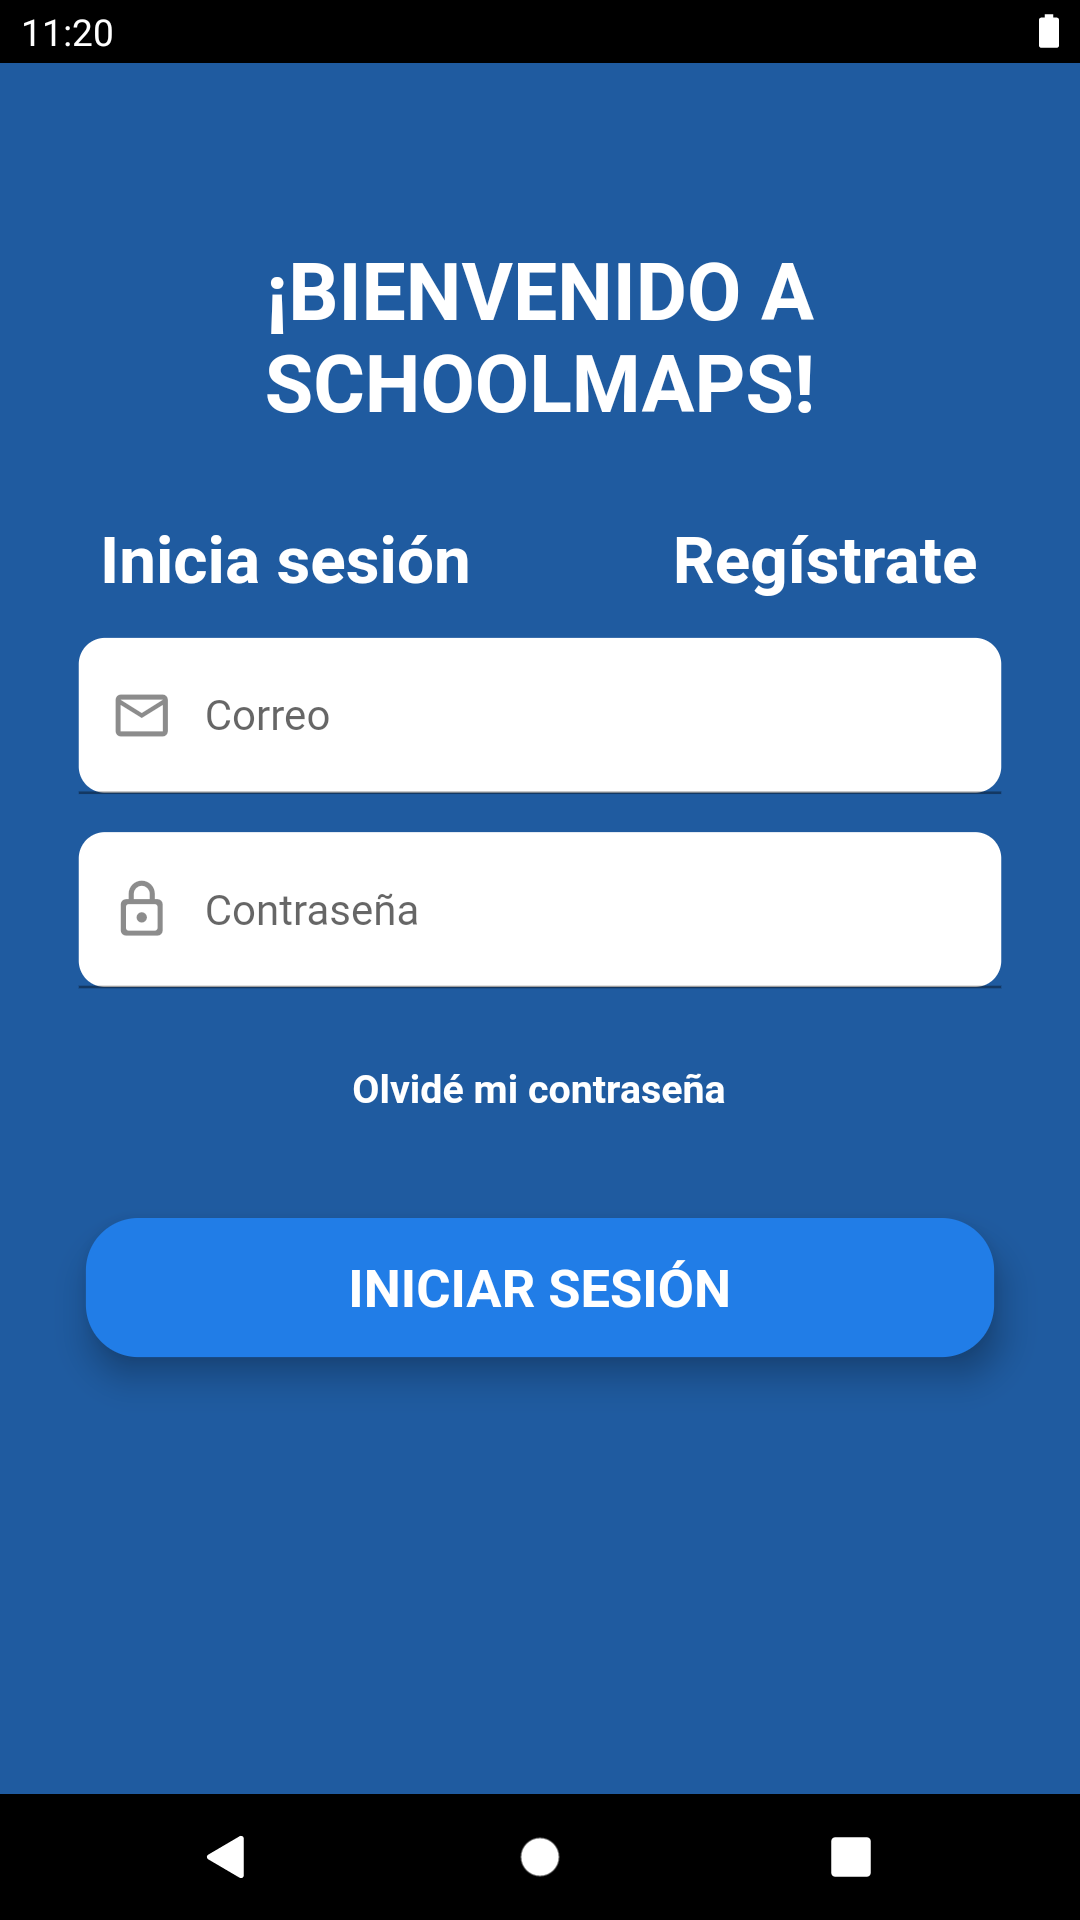 11:20
¡BIENVENIDO A
SCHOOLMAPS!
Inicia sesión
Regístrate
Correo
Contraseña
Olvidé mi contraseña
INICIAR SESIÓN